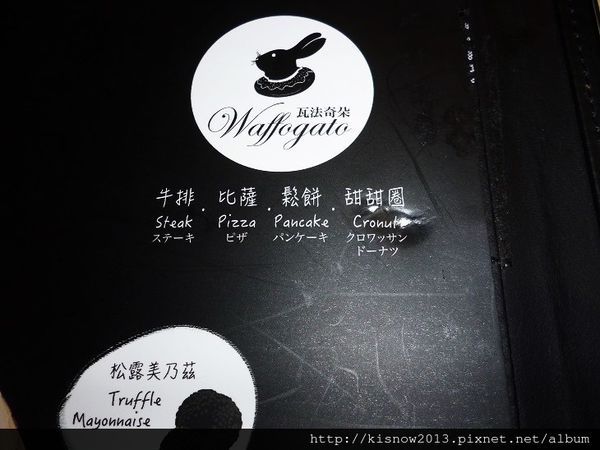 瓦法奇朵
Waffogato
牛排 . 比薩 . 鬆餅 . 甜甜圈
Steak Pizza Pancake Cronut
ステーキ ピザ パンケーキ クロワッサン
ドーナツ
松露美乃茲
Truffle
Mayonnaise
http://kisnow2013.pixnet.net/album